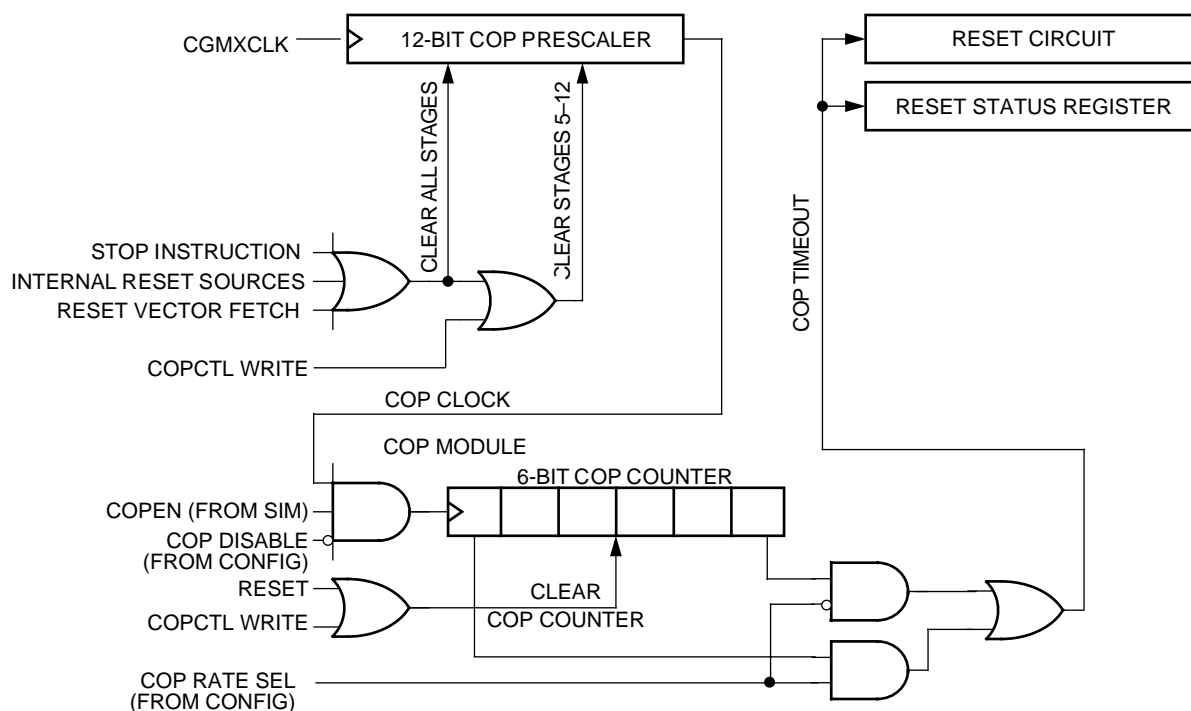 RESET CIRCUIT
CGMXCLK
12-BIT COP PRESCALER
RESET STATUS REGISTER
CLEAR ALL STAGES
CLEAR STAGES 5–12
COP TIMEOUT
STOP INSTRUCTION
INTERNAL RESET SOURCES
RESET VECTOR FETCH
COPCTL WRITE
COP CLOCK
COP MODULE
6-BIT COP COUNTER
COPEN (FROM SIM)
COP DISABLE
(FROM CONFIG)
RESET
COPCTL WRITE
CLEAR
COP COUNTER
COP RATE SEL
(FROM CONFIG)